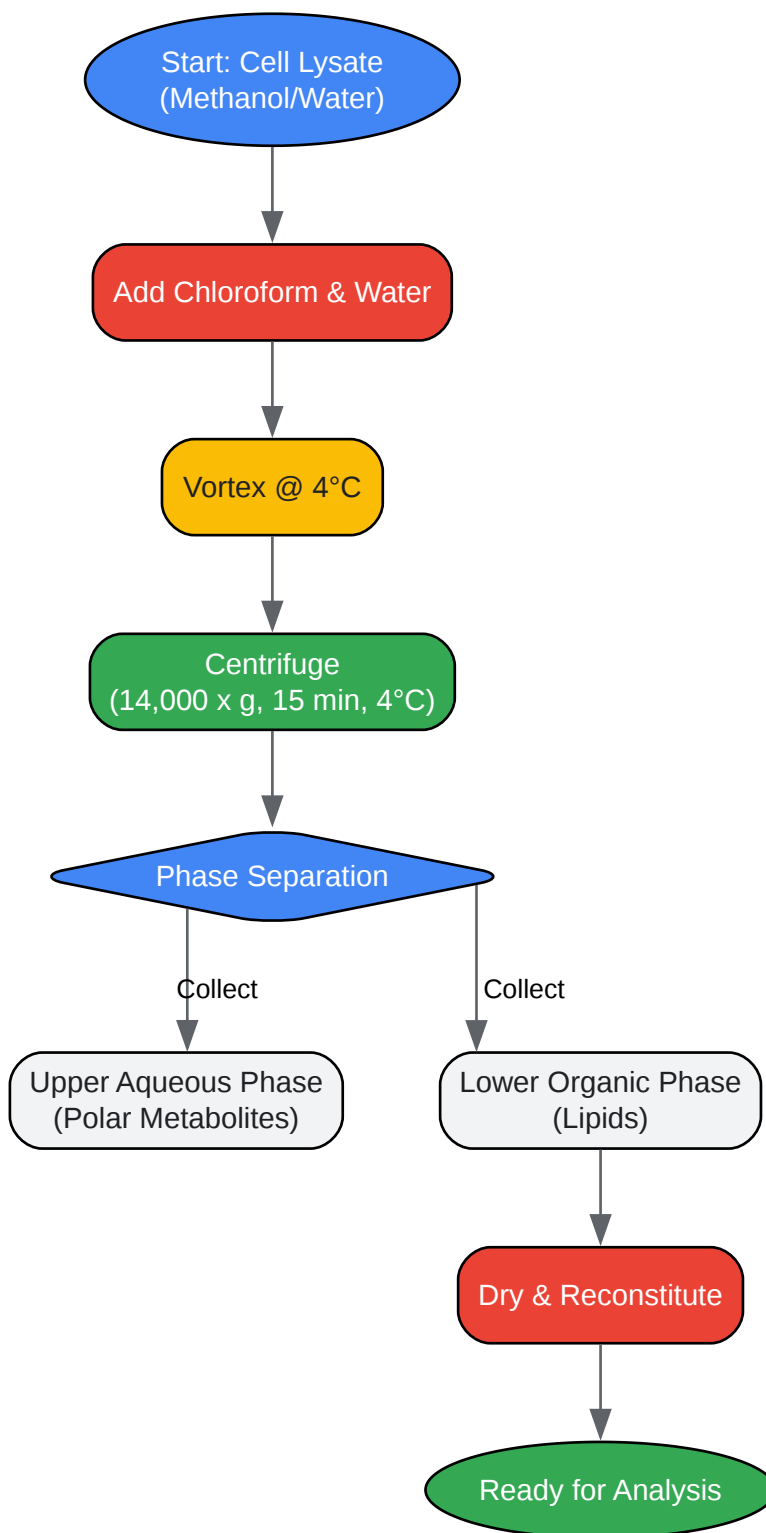 Start: Cell Lysate
(Methanol/Water)
Add Chloroform & Water
Vortex @ 4°C
Centrifuge
(14,000 x g, 15 min, 4°C)
Phase Separation
Collect
Collect
Upper Aqueous Phase
(Polar Metabolites)
Lower Organic Phase
(Lipids)
Dry & Reconstitute
Ready for Analysis